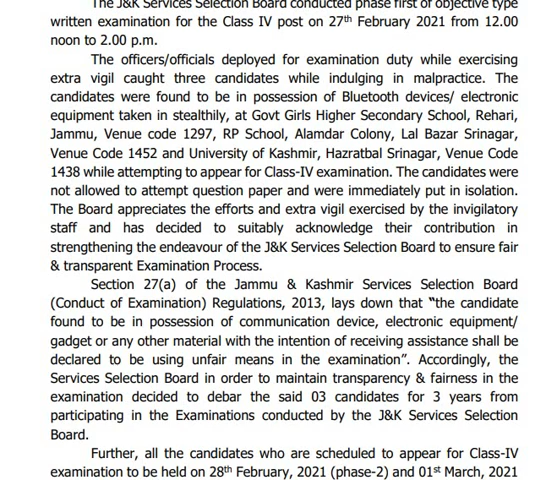 The J&K Services Selection Board conducted phase first of objective type
written examination for the Class IV post on 27th February 2021 from 12.00
noon to 2.00 p.m.
The officers/officials deployed for examination duty while exercising
extra vigil caught three candidates while indulging in malpractice. The
candidates were found to be in possession of Bluetooth devices/ electronic
equipment taken in stealthily, at Govt Girls Higher Secondary School, Rehari,
Jammu, Venue code 1297, RP School, Alamdar Colony, Lal Bazar Srinagar,
Venue Code 1452 and University of Kashmir, Hazratbal Srinagar, Venue Code
1438 while attempting to appear for Class-IV examination. The candidates were
not allowed to attempt question paper and were immediately put in isolation.
The Board appreciates the efforts and extra vigil exercised by the invigilatory
staff and has decided to suitably acknowledge their contribution in
strengthening the endeavour of the J&K Services Selection Board to ensure fair
& transparent Examination Process.
Section 27(a) of the Jammu & Kashmir Services Selection Board
(Conduct of Examination) Regulations, 2013, lays down that “the candidate
found to be in possession of communication device, electronic equipment/
gadget or any other material with the intention of receiving assistance shall be
declared to be using unfair means in the examination”. Accordingly, the
Services Selection Board in order to maintain transparency & fairness in the
examination decided to debar the said 03 candidates for 3 years from
participating in the Examinations conducted by the J&K Services Selection
Board.
Further, all the candidates who are scheduled to appear for Class-IV
examination to be held on 28th February, 2021 (phase-2) and 01st March, 2021